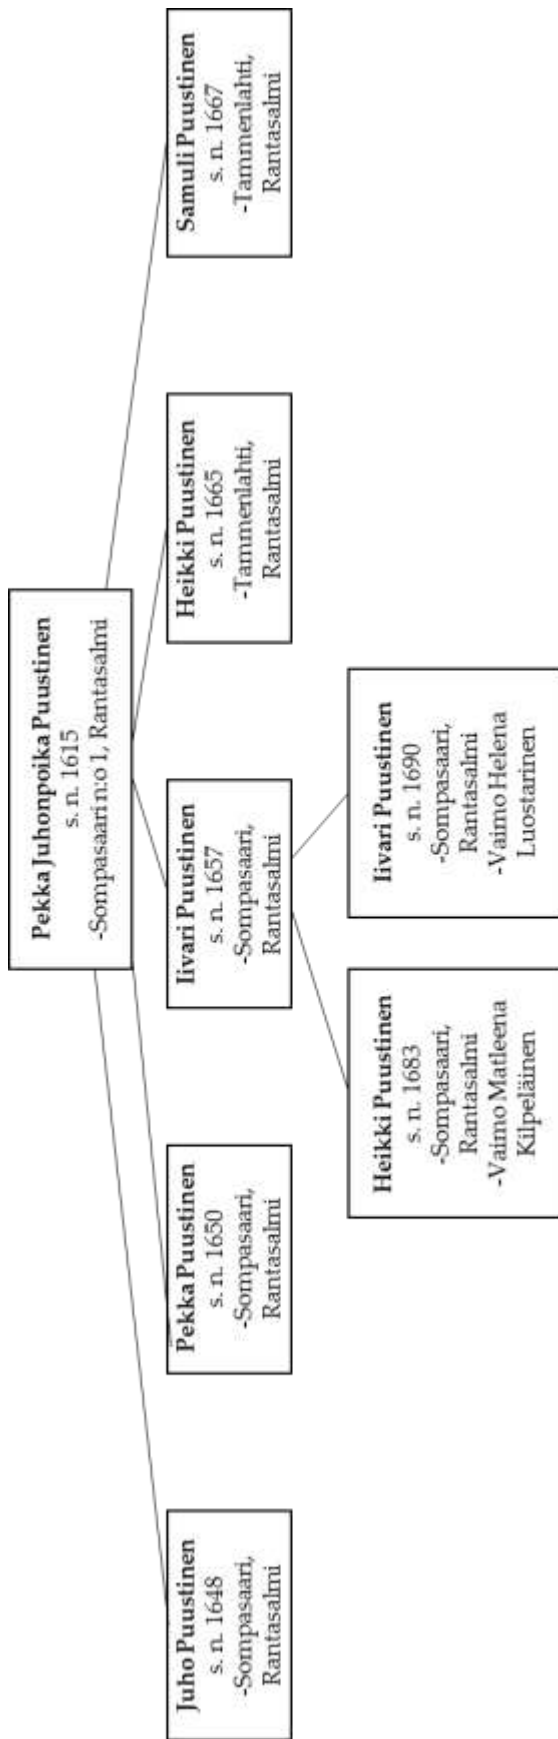 Pekka Juhonpoika Puustinen
s. n. 1615
-Sompasaari n:o 1, Rantasalmi
Juho Puustinen
s. n. 1648
-Sompasaari,
Rantasalmi
Pekka Puustinen
s. n. 1650
-Sompasaari,
Rantasalmi
Iivari Puustinen
s. n. 1657
-Sompasaari,
Rantasalmi
Heikki Puustinen
s. n. 1665
-Tammenlahti,
Rantasalmi
Samuli Puustinen
s. n. 1667
-Tammenlahti,
Rantasalmi
Heikki Puustinen
s. n. 1683
-Sompasaari,
Rantasalmi
-Vaimo Matleena
Kilpeläinen
Iivari Puustinen
s. n. 1690
-Sompasaari,
Rantasalmi
-Vaimo Helena
Luostarinen